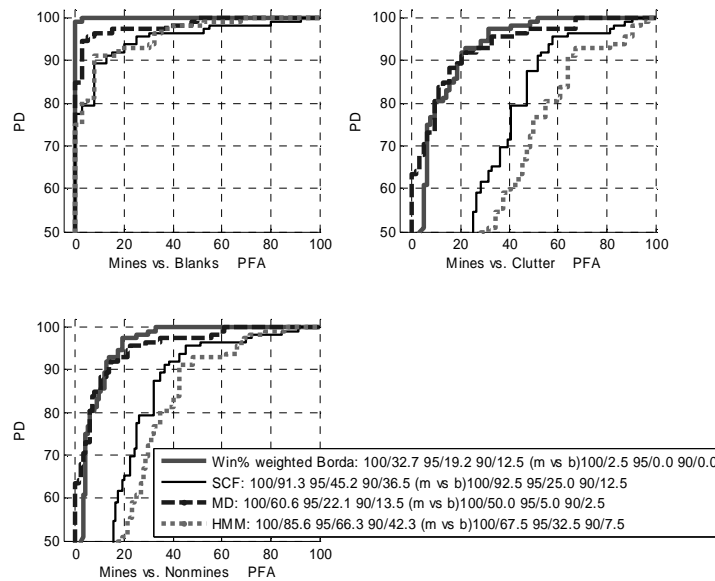 100
90
80
70
60
50
PD
0 20 40 60 80 100
Mines vs. Blanks PFA
100
90
80
70
60
50
PD
0 20 40 60 80 100
Mines vs. Clutter PFA
100
90
80
70
60
50
PD
0 20 40 60 80 100
Mines vs. Nonmines PFA
Win% weighted Borda: 100/32.7 95/19.2 90/12.5 (m vs b)100/2.5 95/0.0 90/0.0
SCF: 100/91.3 95/45.2 90/36.5 (m vs b)100/92.5 95/25.0 90/12.5
MD: 100/60.6 95/22.1 90/13.5 (m vs b)100/50.0 95/5.0 90/2.5
HMM: 100/85.6 95/66.3 90/42.3 (m vs b)100/67.5 95/32.5 90/7.5